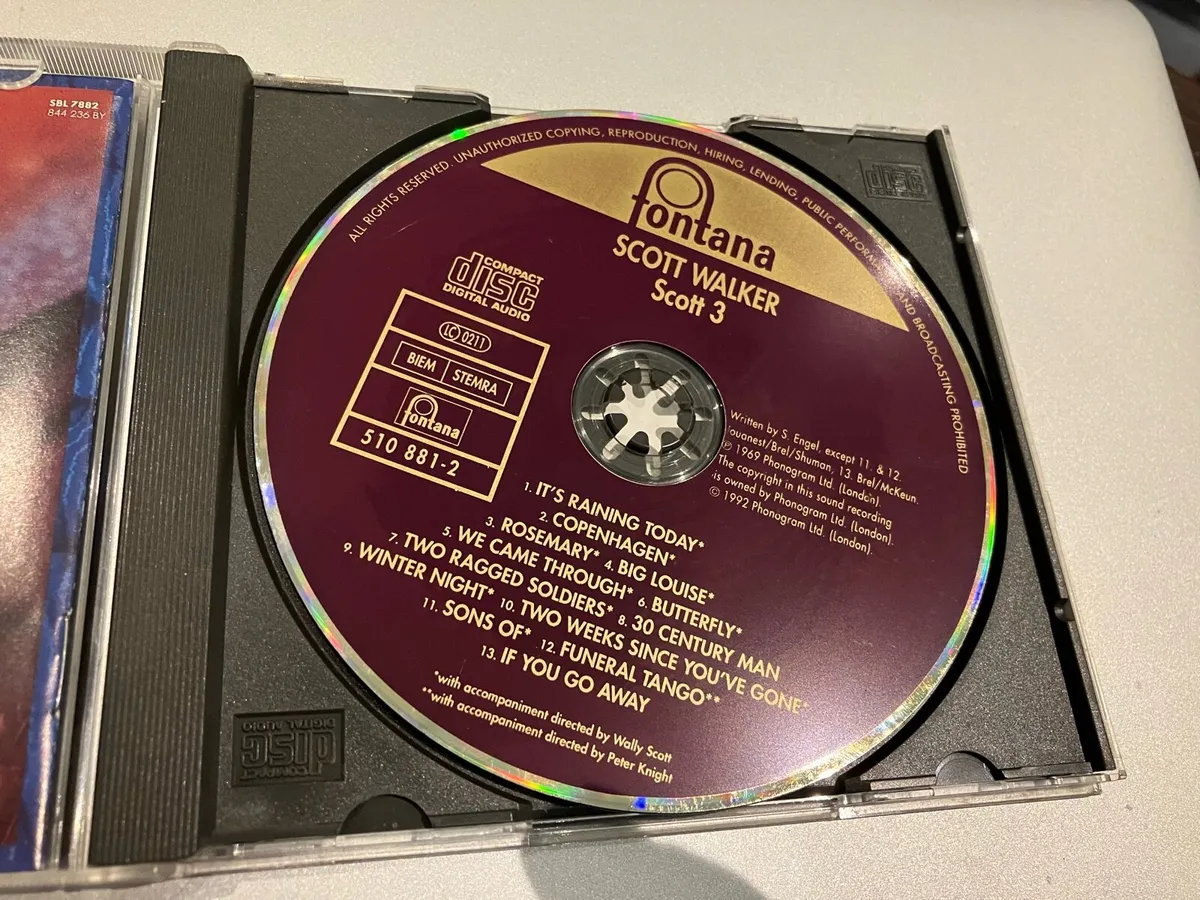 SBL 7882
844 236 BY
ALL RIGHTS RESERVED. UNAUTHORIZED COPYING, REPRODUCTION, HIRING, LENDING, PUBLIC PERFORM AND BROADCASTING PROHIBITED
fontana
SCOTT WALKER
Scott 3
COMPACT
disc
DIGITAL AUDIO
LC 0211
BIEM STEMRA
fontana
510 881-2
Written by S. Engel, except 11. & 12.
Jouanest/Brel/Shuman, 13. Brel/McKeun.
℗ 1969 Phonogram Ltd. (London).
The copyright in this sound recording
is owned by Phonogram Ltd. (London).
© 1992 Phonogram Ltd. (London).
1. IT'S RAINING TODAY*
2. COPENHAGEN*
3. ROSEMARY* 4. BIG LOUISE*
5. WE CAME THROUGH* 6. BUTTERFLY*
7. TWO RAGGED SOLDIERS* 8. 30 CENTURY MAN
9. WINTER NIGHT* 10. TWO WEEKS SINCE YOU'VE GONE*
11. SONS OF* 12. FUNERAL TANGO**
13. IF YOU GO AWAY
*with accompaniment directed by Wally Scott
**with accompaniment directed by Peter Knight
disc
COMPACT
disc
DIGITAL AUDIO